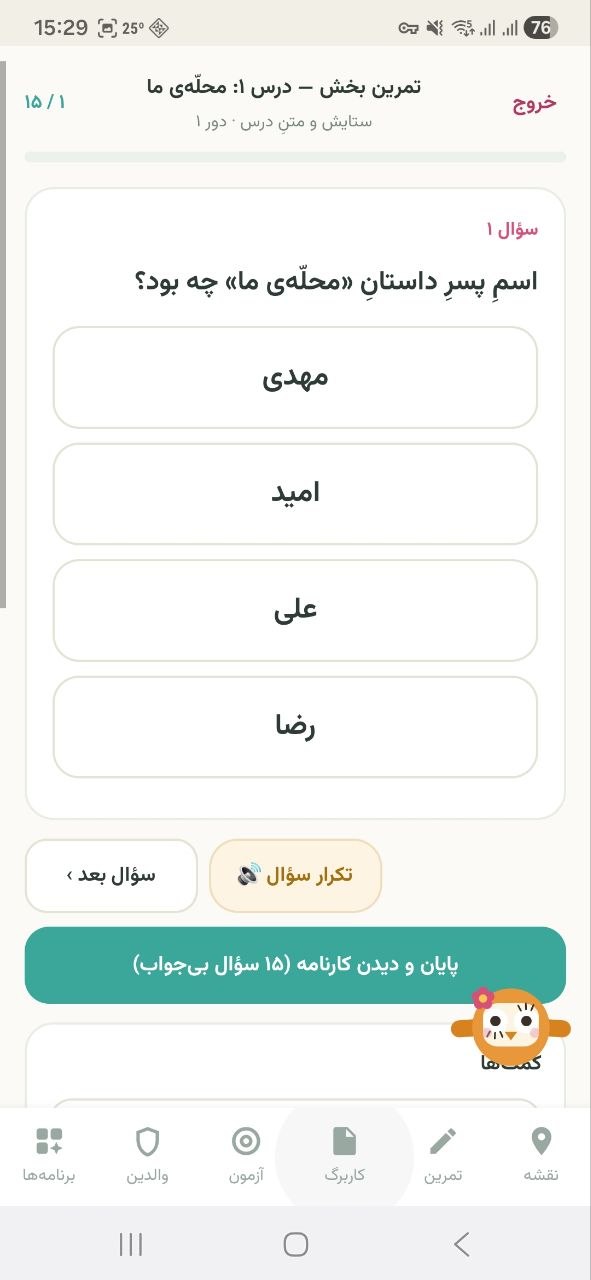 15:29 25° 76
خروج
تمرین بخش — درس ۱: محلّه‌ی ما
ستایش و متنِ درس · دور ۱
۱ / ۱۵
سؤال ۱
اسمِ پسرِ داستانِ «محلّه‌ی ما» چه بود؟
مهدی
امید
علی
رضا
تکرار سؤال
سؤال بعد ›
پایان و دیدن کارنامه (۱۵ سؤال بی‌جواب)
نقشه
تمرین
کاربرگ
آزمون
والدین
برنامه‌ها